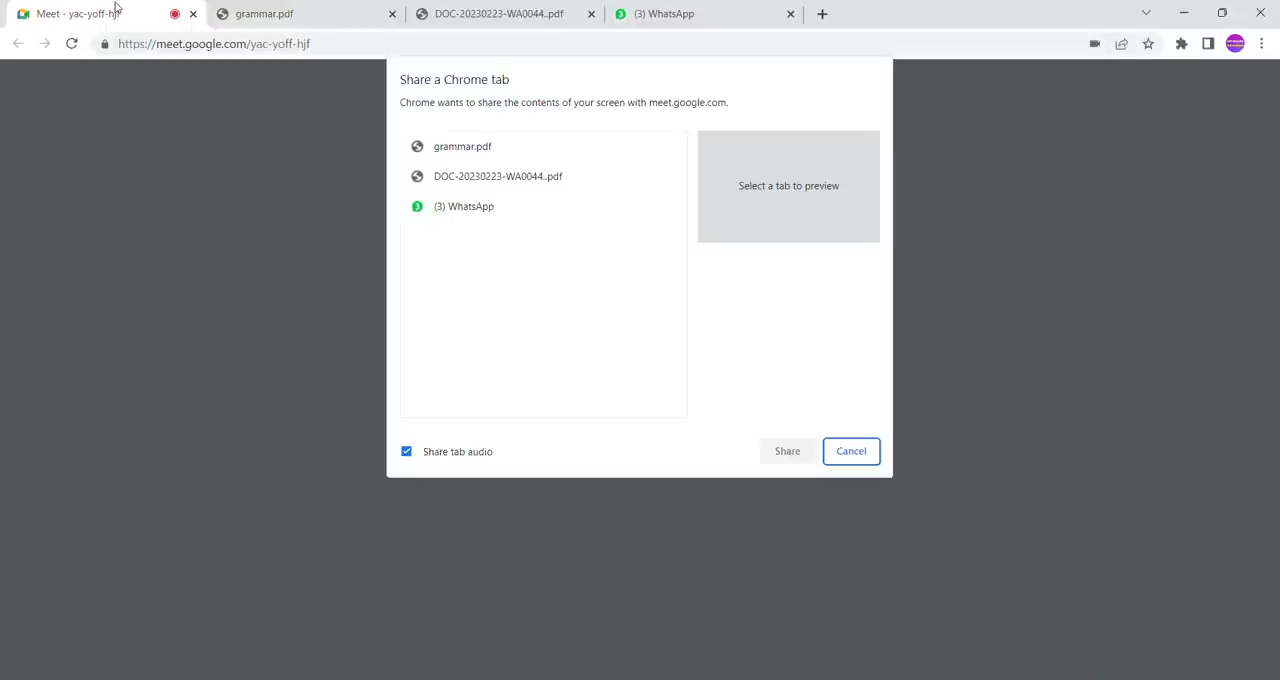 Meet - yac-yoff-hjf
grammar.pdf
DOC-20230223-WA0044..pdf
3
(3) WhatsApp
https://meet.google.com/yac-yoff-hjf
Share a Chrome tab
Chrome wants to share the contents of your screen with meet.google.com.
grammar.pdf
Select a tab to preview
DOC-20230223-WA0044..pdf
3
(3) WhatsApp
Share tab audio
Share
Cancel